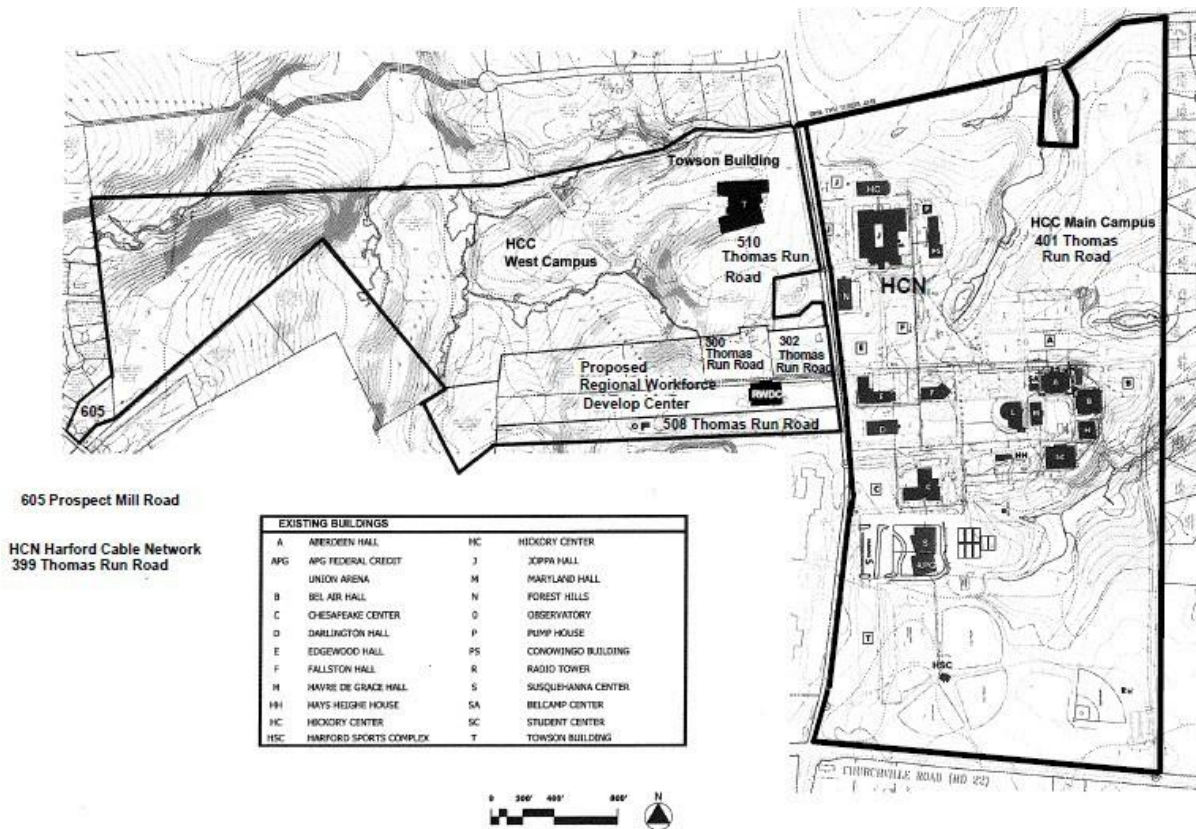 Towson Building
T
510
Thomas Run
Road
HCC
West Campus
HC
PS
HCC Main Campus
401 Thomas
Run Road
HCN
N
300
Thomas
Run Road
302
Thomas
Run Road
Proposed
Regional Workforce
Develop Center
RWDC
508 Thomas Run Road
605
J
P
F
E
A
B
A
B
E
F
L
M
D
H
HH
SC
C
C
S
APG
T
HSC
CHURCHVILLE ROAD (MD 22)
605 Prospect Mill Road
HCN Harford Cable Network
399 Thomas Run Road
EXISTING BUILDINGS
A ABERDEEN HALL HC HICKORY CENTER
APG APG FEDERAL CREDIT J JOPPA HALL
UNION ARENA M MARYLAND HALL
B BEL AIR HALL N FOREST HILLS
C CHESAPEAKE CENTER O OBSERVATORY
D DARLINGTON HALL P PUMP HOUSE
E EDGEWOOD HALL PS CONOWINGO BUILDING
F FALLSTON HALL R RADIO TOWER
H HAVRE DE GRACE HALL S SUSQUEHANNA CENTER
HH HAYS HEIGHE HOUSE SA BELCAMP CENTER
HC HICKORY CENTER SC STUDENT CENTER
HSC HARFORD SPORTS COMPLEX T TOWSON BUILDING
0 200' 400' 800'
N